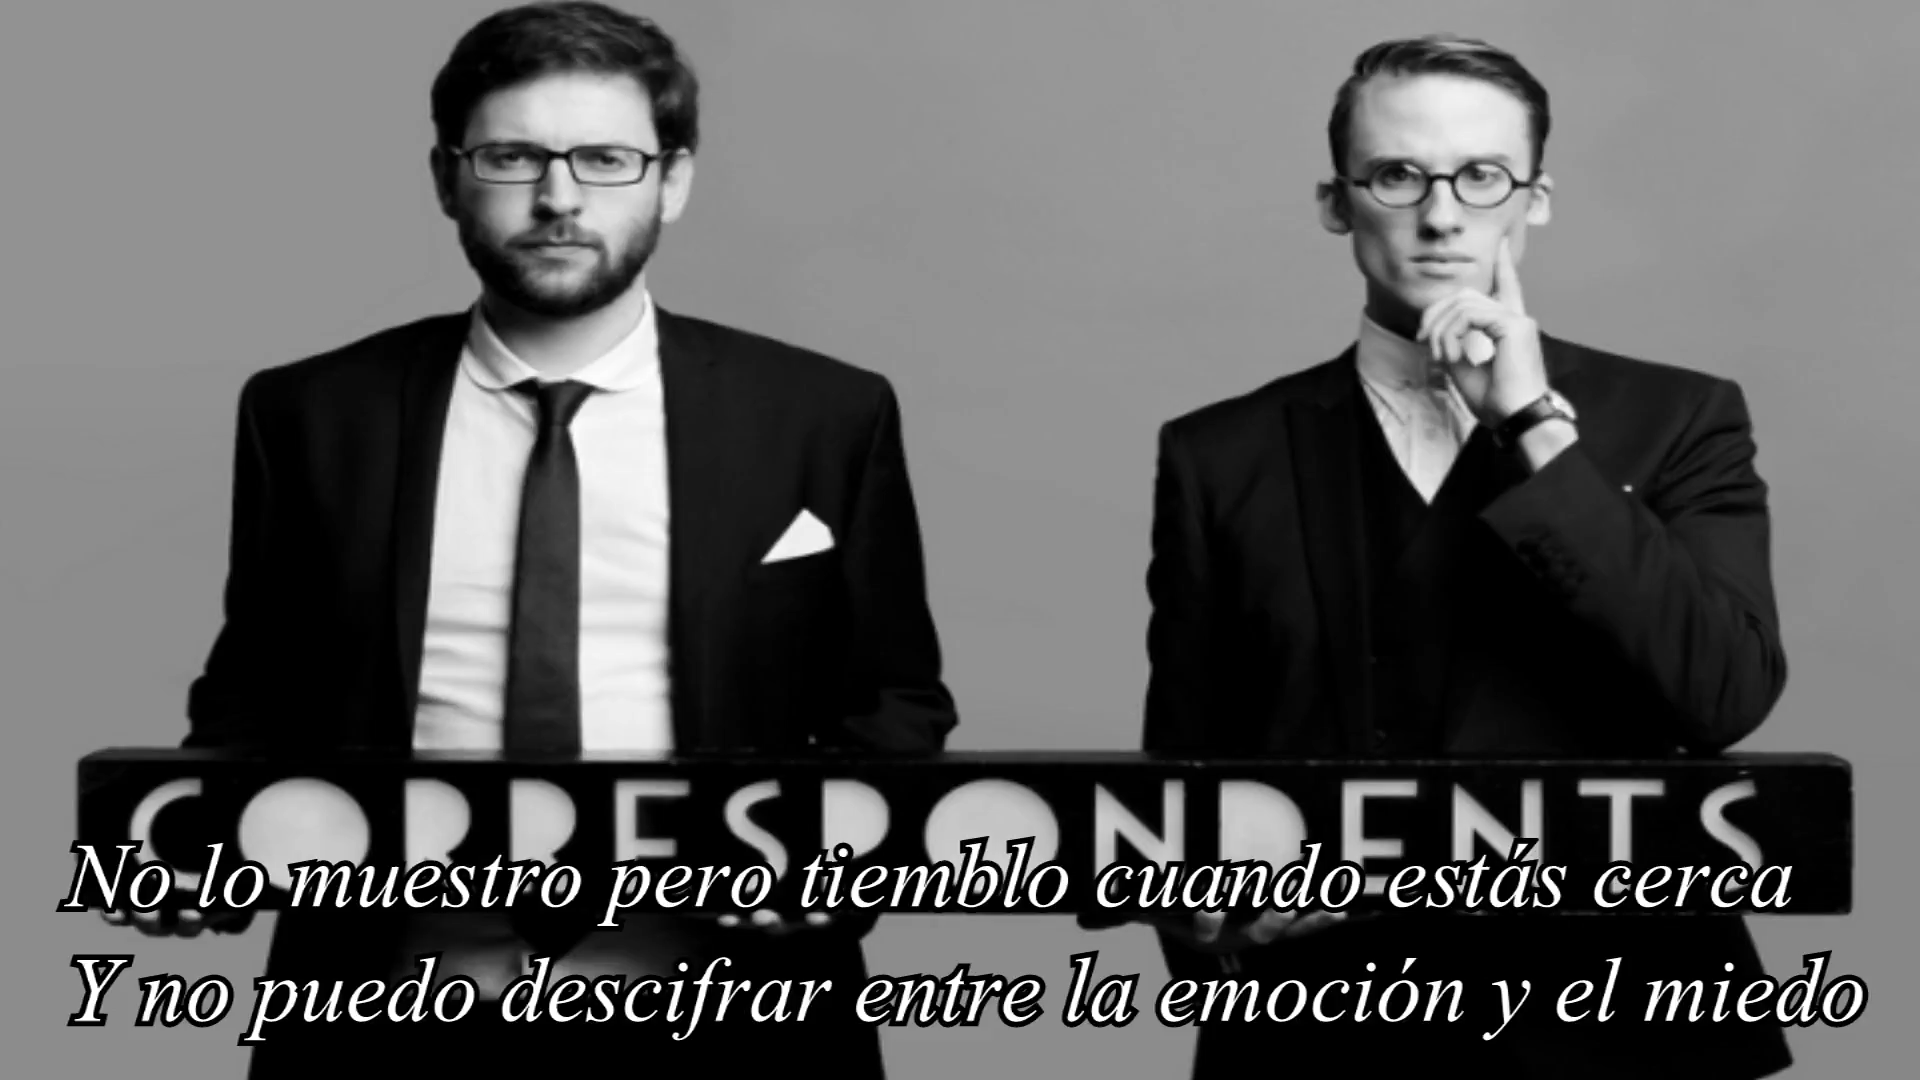 CORRESPONDENTS
No lo muestro pero tiemblo cuando estás cerca
Y no puedo descifrar entre la emoción y el miedo